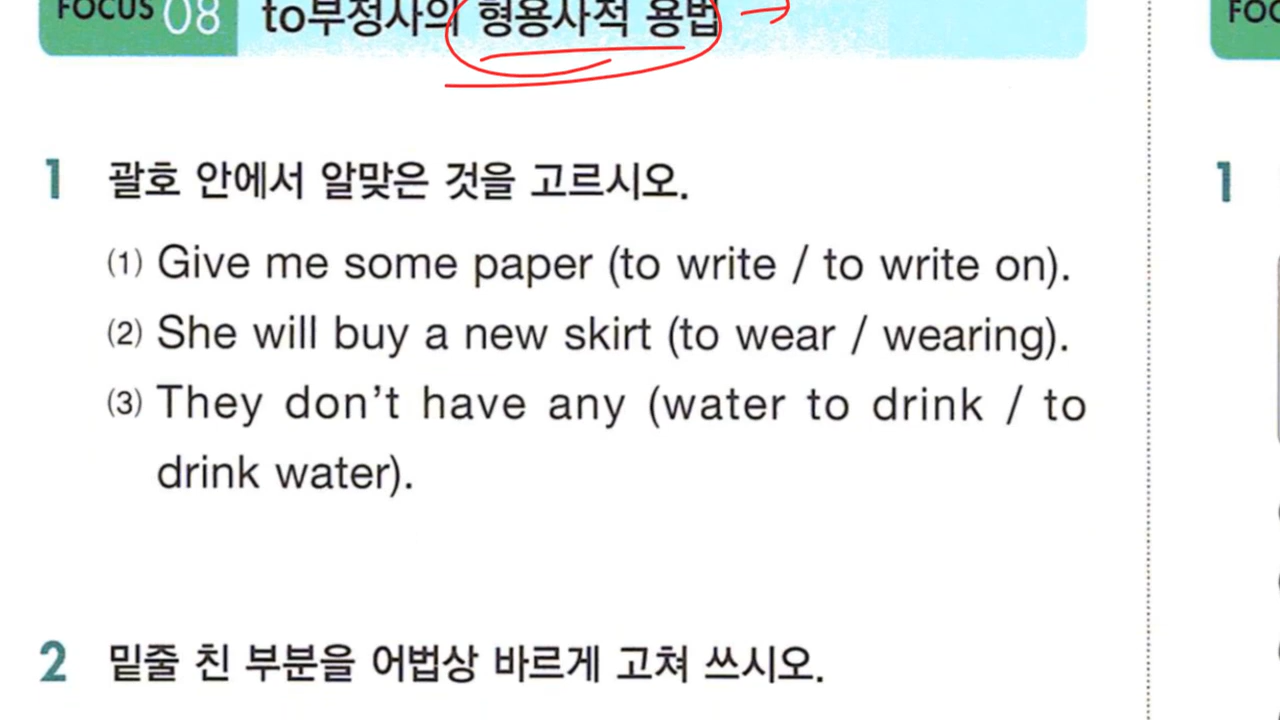 FOCUS 08 to부정사의 형용사적 용법
1 괄호 안에서 알맞은 것을 고르시오.
(1) Give me some paper (to write / to write on).
(2) She will buy a new skirt (to wear / wearing).
(3) They don't have any (water to drink / to
drink water).
2 밑줄 친 부분을 어법상 바르게 고쳐 쓰시오.
1